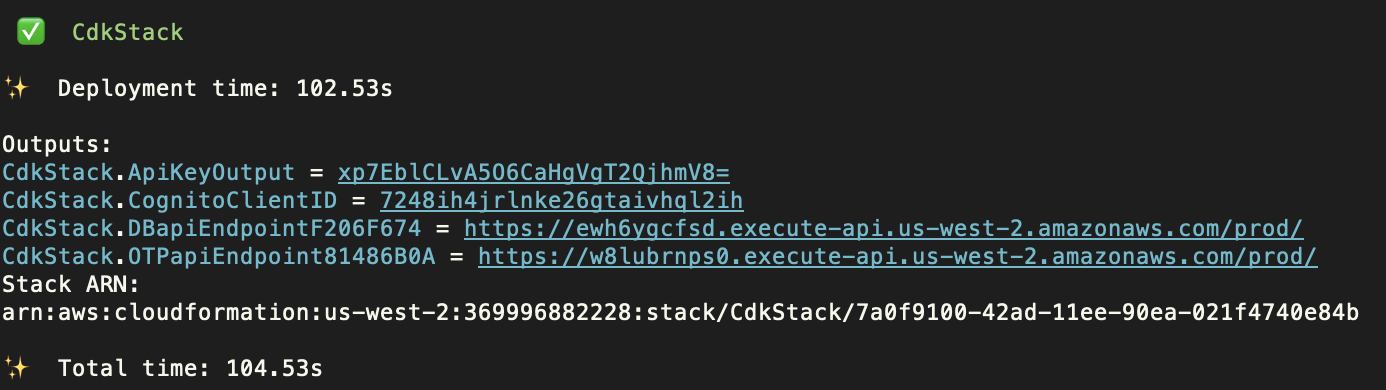 ✅ CdkStack
✨ Deployment time: 102.53s
Outputs:
CdkStack.ApiKeyOutput = xp7EblCLvA5O6CaHgVgT2QjhmV8=
CdkStack.CognitoClientID = 7248ih4jrlnke26gtaivhql2ih
CdkStack.DBapiEndpointF206F674 = https://ewh6ygcfsd.execute-api.us-west-2.amazonaws.com/prod/
CdkStack.OTPapiEndpoint81486B0A = https://w8lubrnps0.execute-api.us-west-2.amazonaws.com/prod/
Stack ARN:
arn:aws:cloudformation:us-west-2:369996882228:stack/CdkStack/7a0f9100-42ad-11ee-90ea-021f4740e84b
✨ Total time: 104.53s